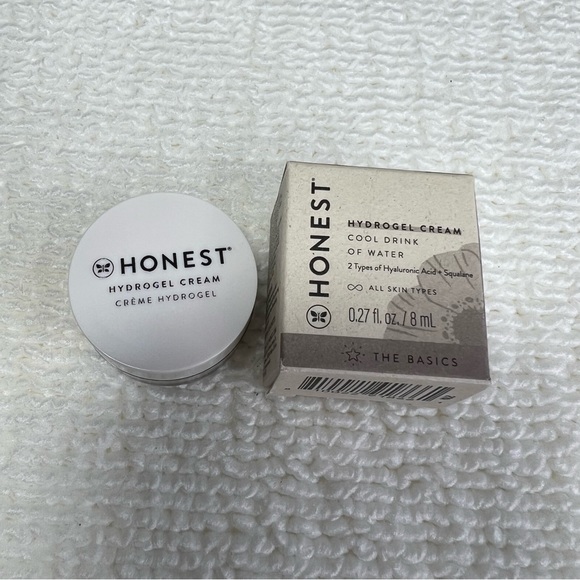 HONEST®
HYDROGEL CREAM
CRÈME HYDROGEL
HONEST®
HYDROGEL CREAM
COOL DRINK
OF WATER
2 Types of Hyaluronic Acid + Squalane
ALL SKIN TYPES
0.27 fl. oz. / 8 mL
THE BASICS